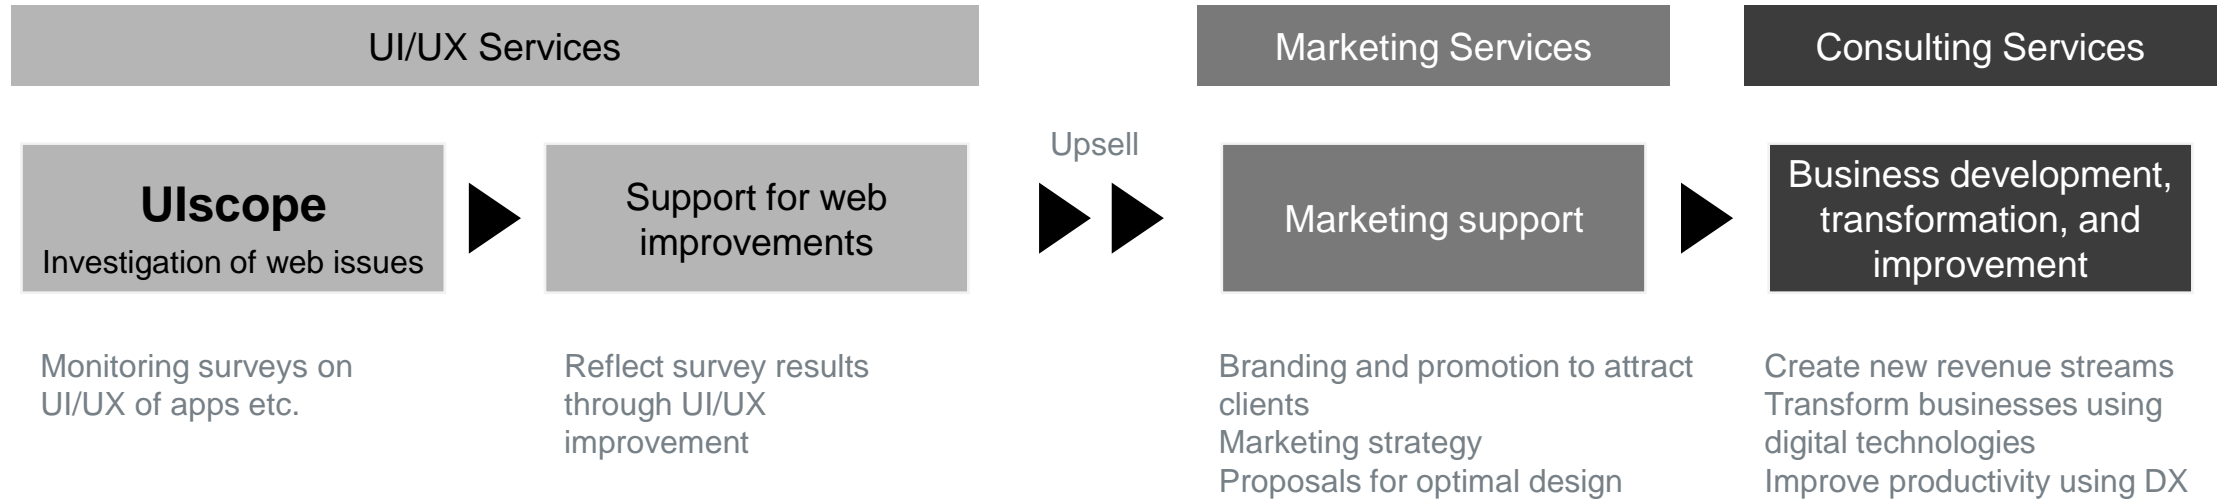 UI/UX Services
Marketing Services
Consulting Services
UIscope
Investigation of web issues
Support for web
improvements
Upsell
Marketing support
Business development,
transformation, and
improvement
Monitoring surveys on
UI/UX of apps etc.
Reflect survey results
through UI/UX
improvement
Branding and promotion to attract
clients
Marketing strategy
Proposals for optimal design
Create new revenue streams
Transform businesses using
digital technologies
Improve productivity using DX